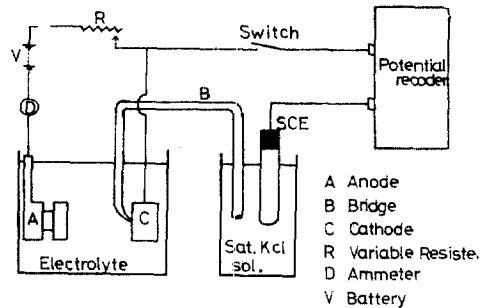 R
Switch
V
Potential
recoder
D
B
SCE
A
C
Electrolyte
Sat. Kcl
sol.
A Anode
B Bridge
C Cathode
R Variable Resiste.
D Ammeter
V Battery